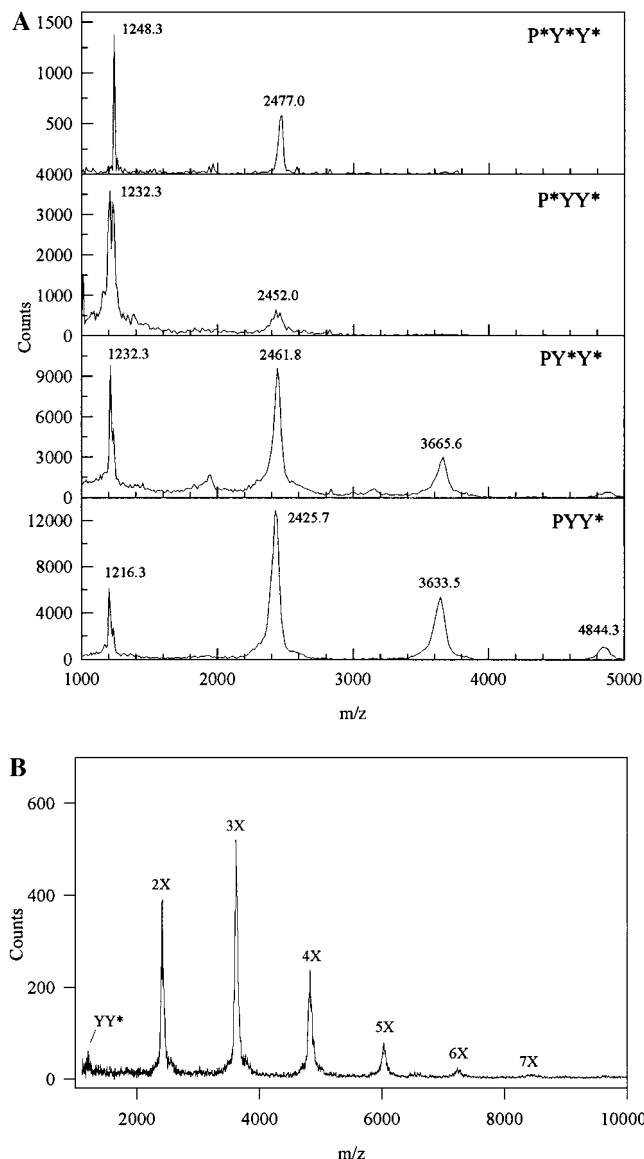 A
1500
1000
500
4000
1248.3
2477.0
P*Y*Y*
3000
2000
1000
0
1232.3
2452.0
P*YY*
9000
6000
3000
0
1232.3
2461.8
3665.6
PY*Y*
12000
8000
4000
0
1216.3
2425.7
3633.5
4844.3
PYY*
Counts
1000 2000 3000 4000 5000
m/z
B
600
400
200
0
Counts
YY*
2X
3X
4X
5X
6X
7X
2000 4000 6000 8000 10000
m/z